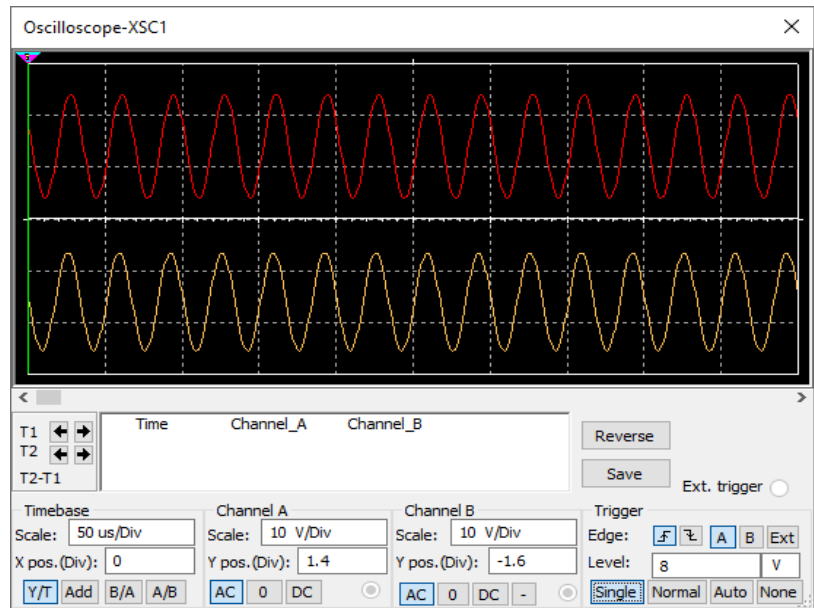 Oscilloscope-XSC1
Time Channel_A Channel_B
T1
T2
T2-T1
Reverse
Save
Ext. trigger
Timebase
Scale: 50 us/Div
X pos.(Div): 0
Y/T Add B/A A/B
Channel A
Scale: 10 V/Div
Y pos.(Div): 1.4
AC 0 DC
Channel B
Scale: 10 V/Div
Y pos.(Div): -1.6
AC 0 DC -
Trigger
Edge: A B Ext
Level: 8 V
Single Normal Auto None